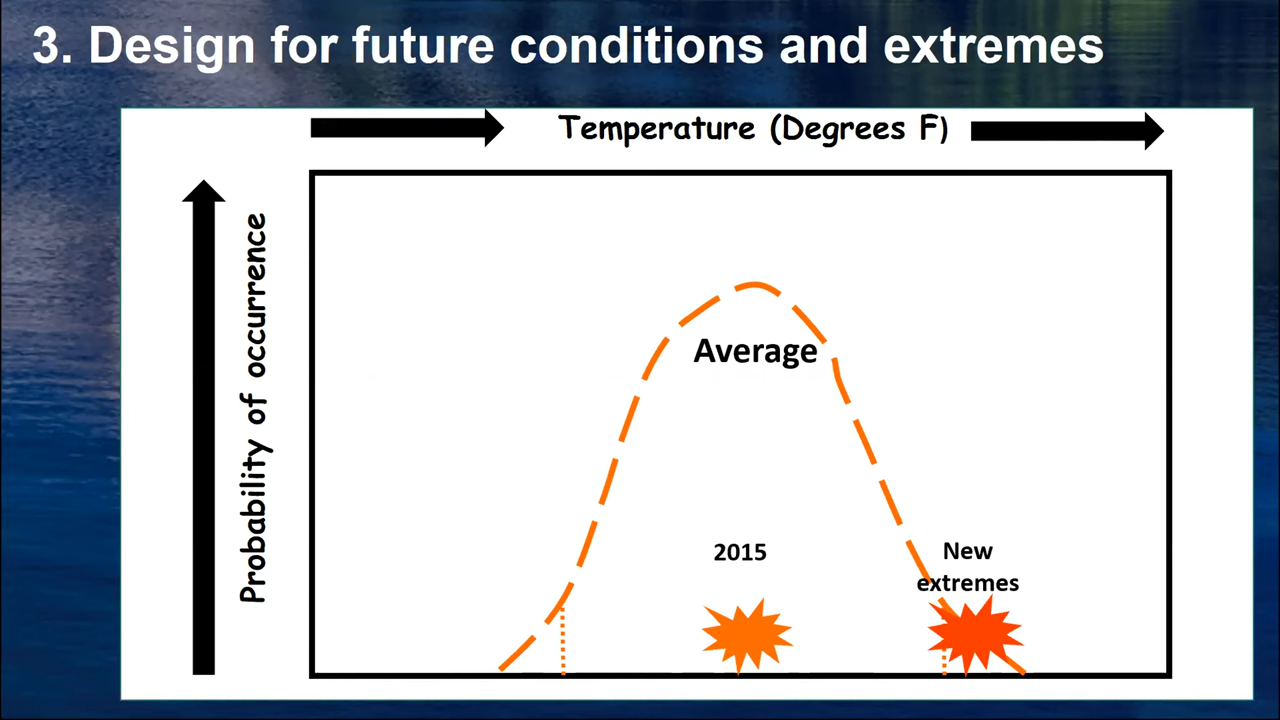 3. Design for future conditions and extremes
Temperature (Degrees F)
Probability of occurrence
Average
2015
New
extremes